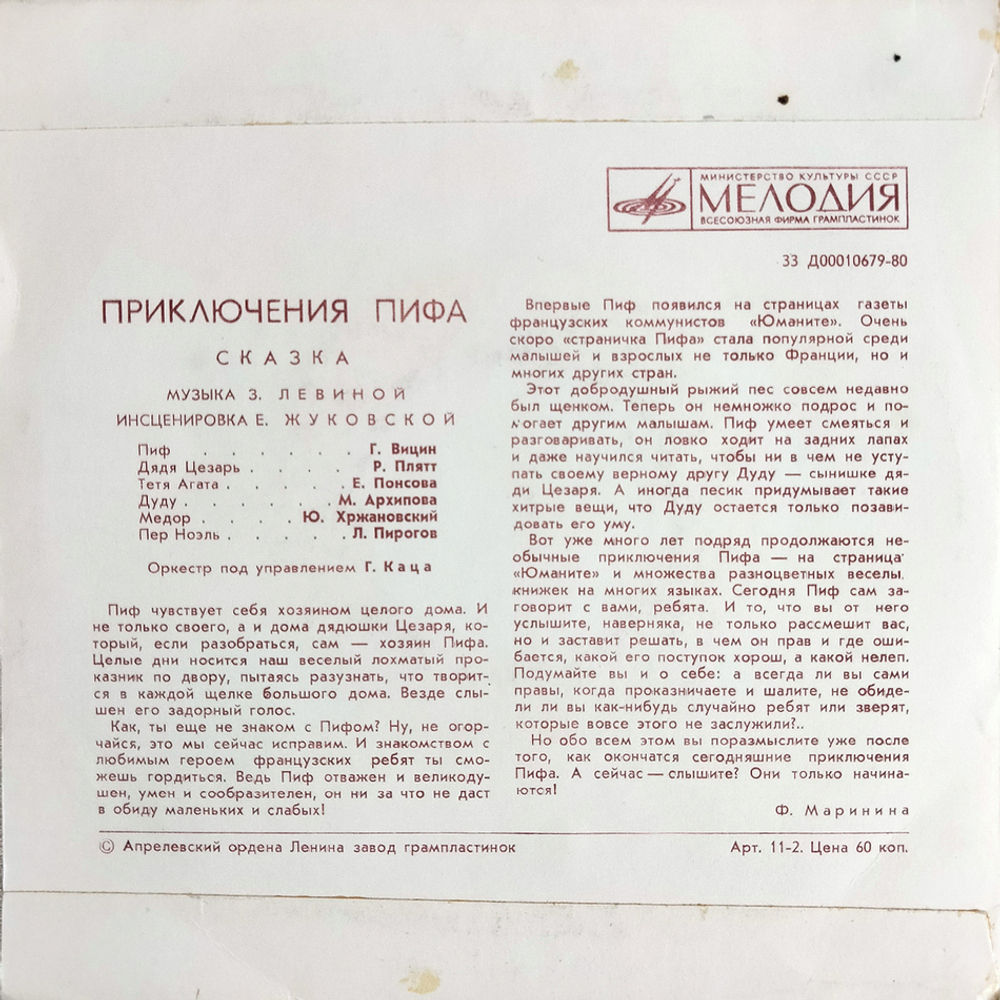 МИНИСТЕРСТВО КУЛЬТУРЫ СССР
МЕЛОДИЯ
ВСЕСОЮЗНАЯ ФИРМА ГРАМПЛАСТИНОК
33 Д00010679-80
ПРИКЛЮЧЕНИЯ ПИФА
СКАЗКА
МУЗЫКА З. ЛЕВИНОЙ
ИНСЦЕНИРОВКА Е. ЖУКОВСКОЙ
Пиф . . . . . . Г. Вицин
Дядя Цезарь . . . . Р. Плятт
Тетя Агата . . . . . Е. Понсова
Дуду . . . . . . М. Архипова
Медор . . . . Ю. Хржановский
Пер Ноэль . . . . . Л. Пирогов
Оркестр под управлением Г. Каца
Пиф чувствует себя хозяином целого дома. И
не только своего, а и дома дядюшки Цезаря, ко-
торый, если разобраться, сам — хозяин Пифа.
Целые дни носится наш веселый лохматый про-
казник по двору, пытаясь разузнать, что творит-
ся в каждой щелке большого дома. Везде слы-
шен его задорный голос.
Как, ты еще не знаком с Пифом? Ну, не огор-
чайся, это мы сейчас исправим. И знакомством с
любимым героем французских ребят ты смо-
жешь гордиться. Ведь Пиф отважен и великоду-
шен, умен и сообразителен, он ни за что не даст
в обиду маленьких и слабых!
Впервые Пиф появился на страницах газеты
французских коммунистов «Юманите». Очень
скоро «страничка Пифа» стала популярной среди
малышей и взрослых не только Франции, но и
многих других стран.
Этот добродушный рыжий пес совсем недавно
был щенком. Теперь он немножко подрос и по-
могает другим малышам. Пиф умеет смеяться и
разговаривать, он ловко ходит на задних лапах
и даже научился читать, чтобы ни в чем не усту-
пать своему верному другу Дуду — сынишке дя-
ди Цезаря. А иногда песик придумывает такие
хитрые вещи, что Дуду остается только позави-
довать его уму.
Вот уже много лет подряд продолжаются не-
обычные приключения Пифа — на страница
«Юманите» и множества разноцветных веселы
книжек на многих языках. Сегодня Пиф сам за-
говорит с вами, ребята. И то, что вы от него
услышите, наверняка, не только рассмешит вас,
но и заставит решать, в чем он прав и где оши-
бается, какой его поступок хорош, а какой нелеп.
Подумайте вы и о себе: а всегда ли вы сами
правы, когда проказничаете и шалите, не обиде-
ли ли вы как-нибудь случайно ребят или зверят,
которые вовсе этого не заслужили?..
Но обо всем этом вы поразмыслите уже после
того, как окончатся сегодняшние приключения
Пифа. А сейчас — слышите? Они только начина-
ются!
Ф. Маринина
© Апрелевский ордена Ленина завод грампластинок
Арт. 11-2. Цена 60 коп.